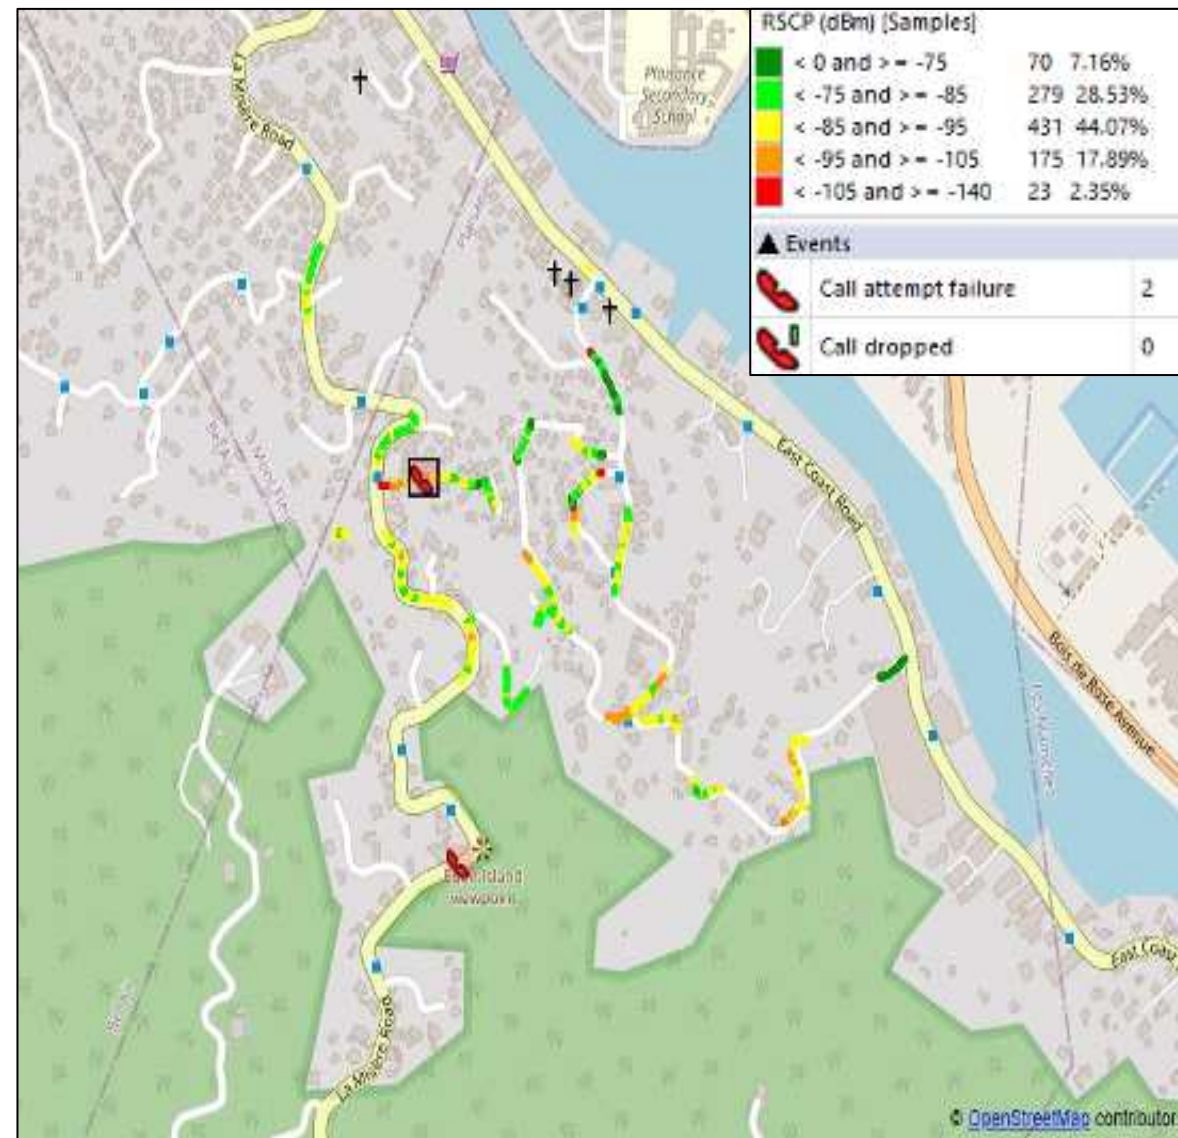 RSCP (dBm) [Samples]
< 0 and >= -75 70 7.16%
< -75 and >= -85 279 28.53%
< -85 and >= -95 431 44.07%
< -95 and >= -105 175 17.89%
< -105 and >= -140 23 2.35%
▲ Events
Call attempt failure 2
Call dropped 0
Plaisance
Secondary
School
La Misère Road
East Coast Road
Bois de Rose Avenue
Island
East Coast
La Misère Road
© OpenStreetMap contributor